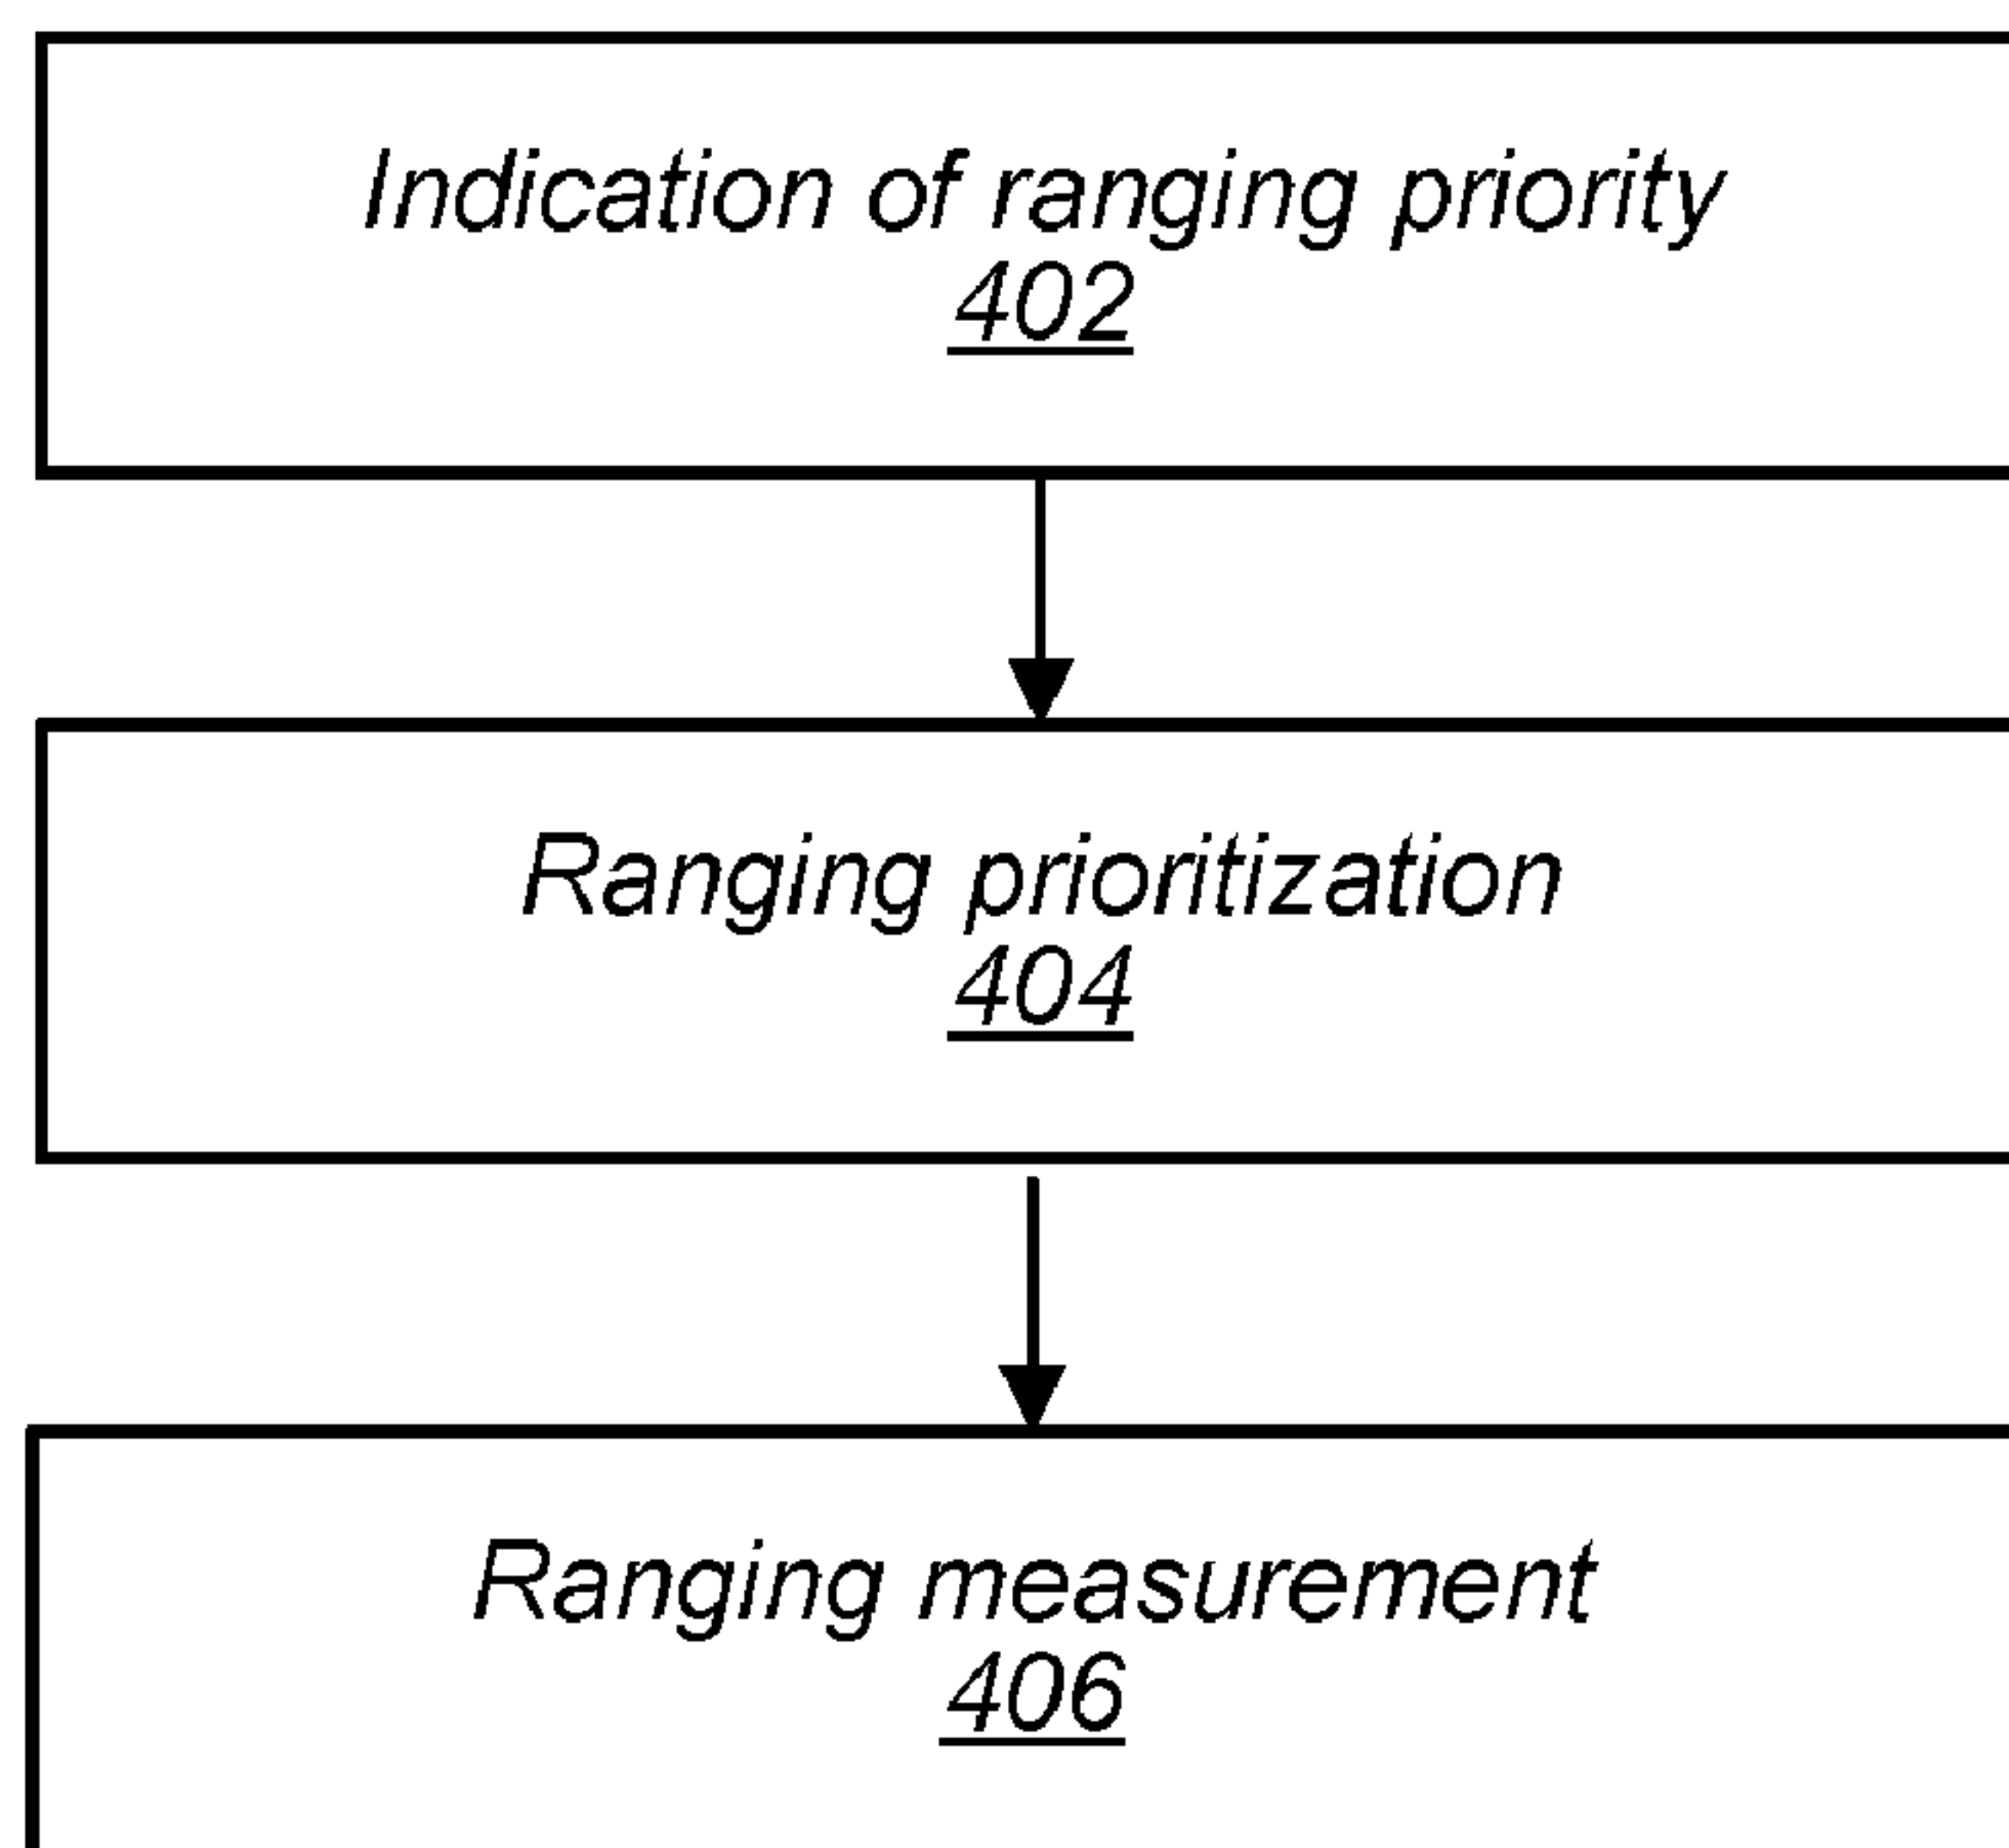 Indication of ranging priority
402
Ranging prioritization
404
Ranging measurement
406